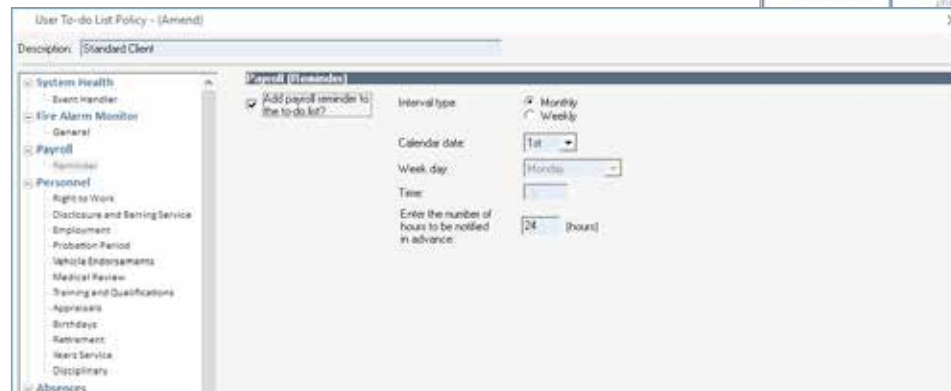 User To-do List Policy - (Amend)
Description: Standard Client
System Health
Event Handler
Fire Alarm Monitor
General
Payroll
Reminder
Personnel
Right to Work
Disclosure and Barring Service
Employment
Probation Period
Vehicle Endorsements
Medical Review
Training and Qualifications
Appraisals
Birthdays
Retirement
Years Service
Disciplinary
Absences
Payroll (Reminder)
Add payroll reminder to
the to-do list?
Interval type:
Monthly
Weekly
Calendar date:
1st
Week day:
Monday
Time:
Enter the number of
hours to be notified
in advance:
24 (hours)